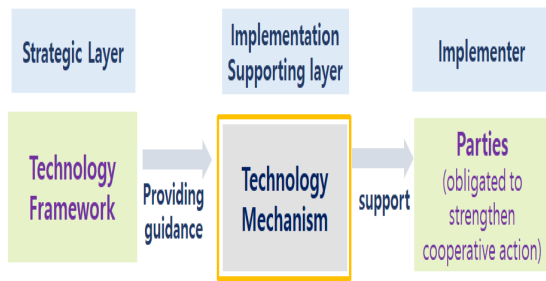 Strategic Layer
Implementation
Supporting layer
Implementer
Technology
Framework
Providing
guidance
Technology
Mechanism
support
Parties
(obligated to
strengthen
cooperative action)